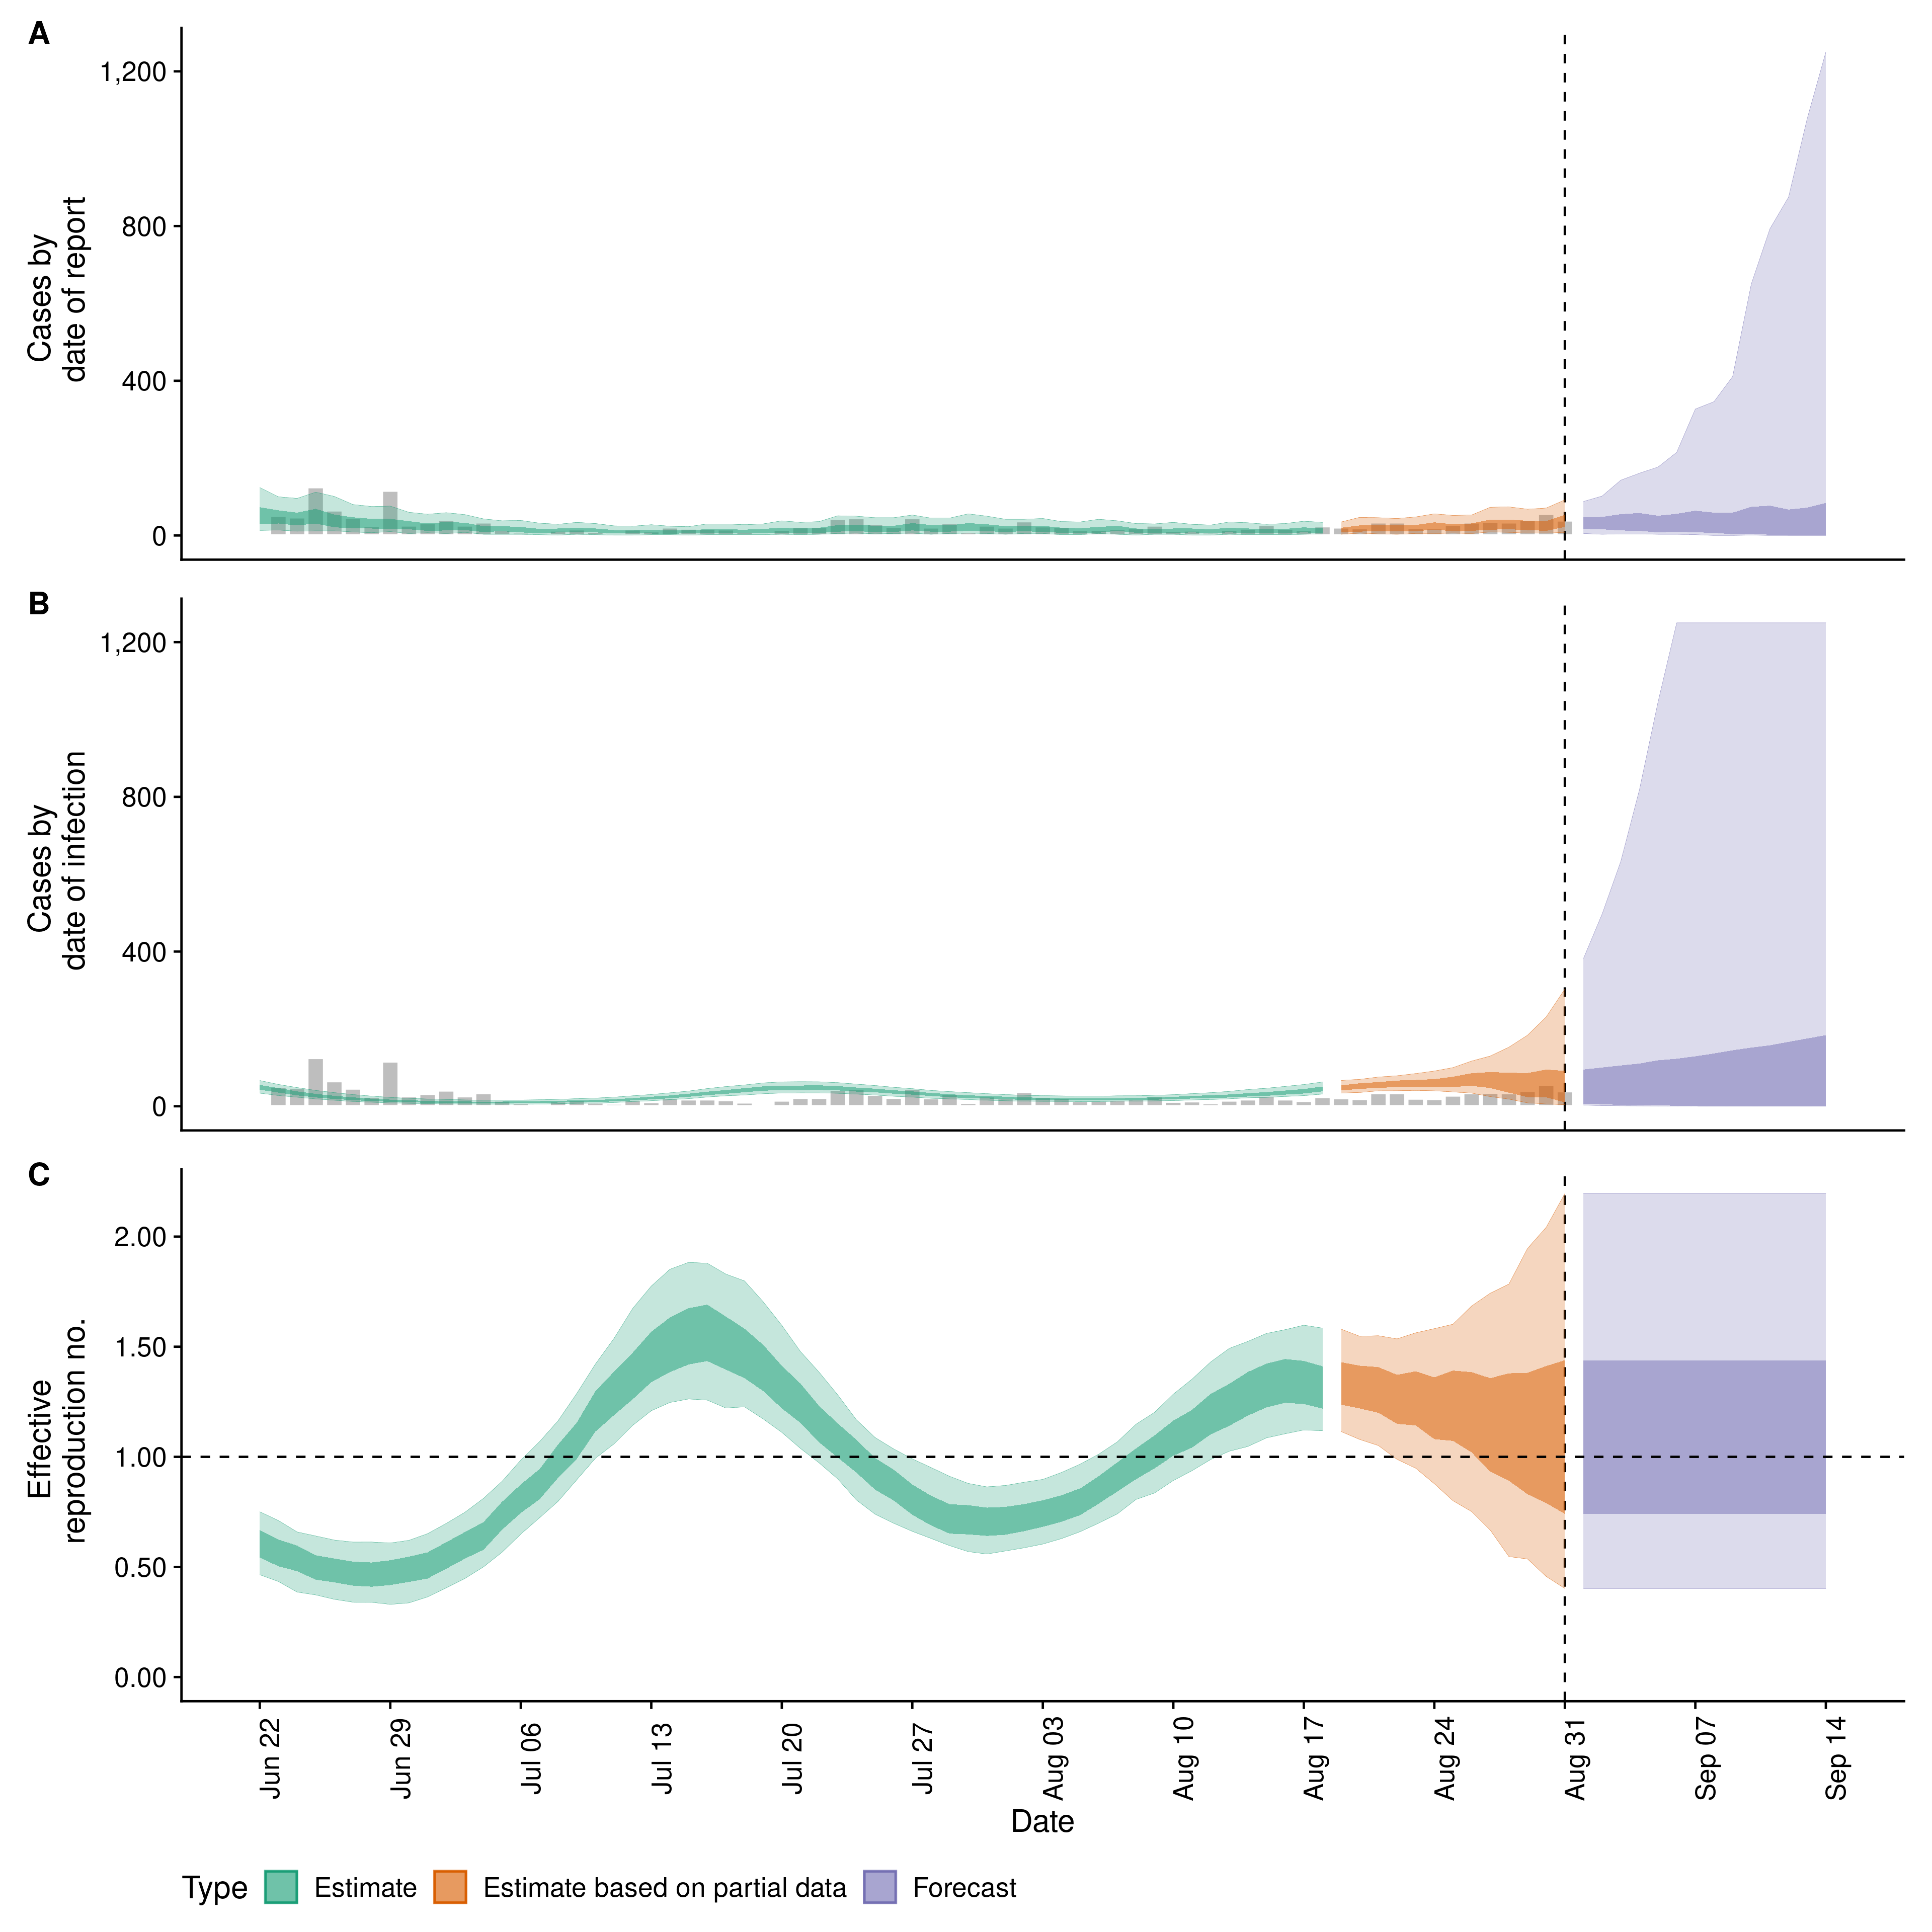 A
Cases by
date of report
1,200
800
400
0
B
Cases by
date of infection
1,200
800
400
0
C
Effective
reproduction no.
2.00
1.50
1.00
0.50
0.00
Jun 22
Jun 29
Jul 06
Jul 13
Jul 20
Jul 27
Aug 03
Aug 10
Aug 17
Aug 24
Aug 31
Sep 07
Sep 14
Date
Type Estimate Estimate based on partial data Forecast